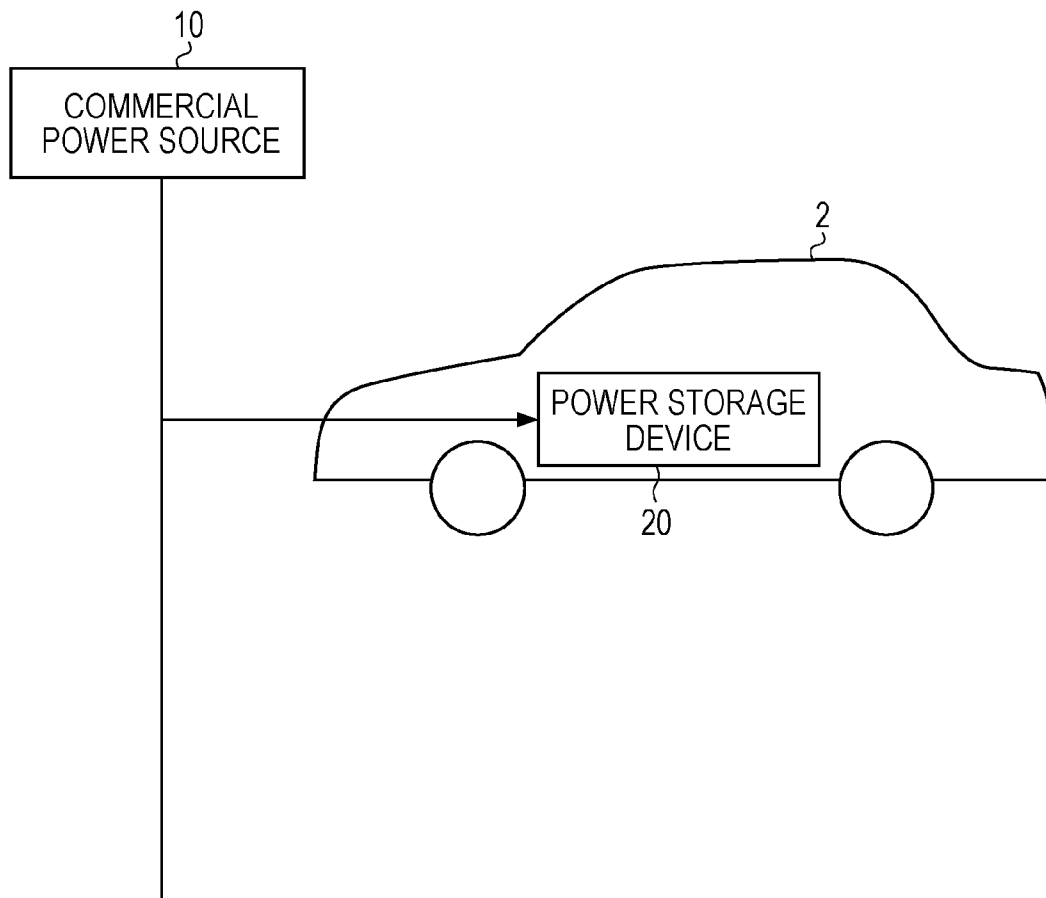 10
COMMERCIAL
POWER SOURCE
2
POWER STORAGE
DEVICE
20